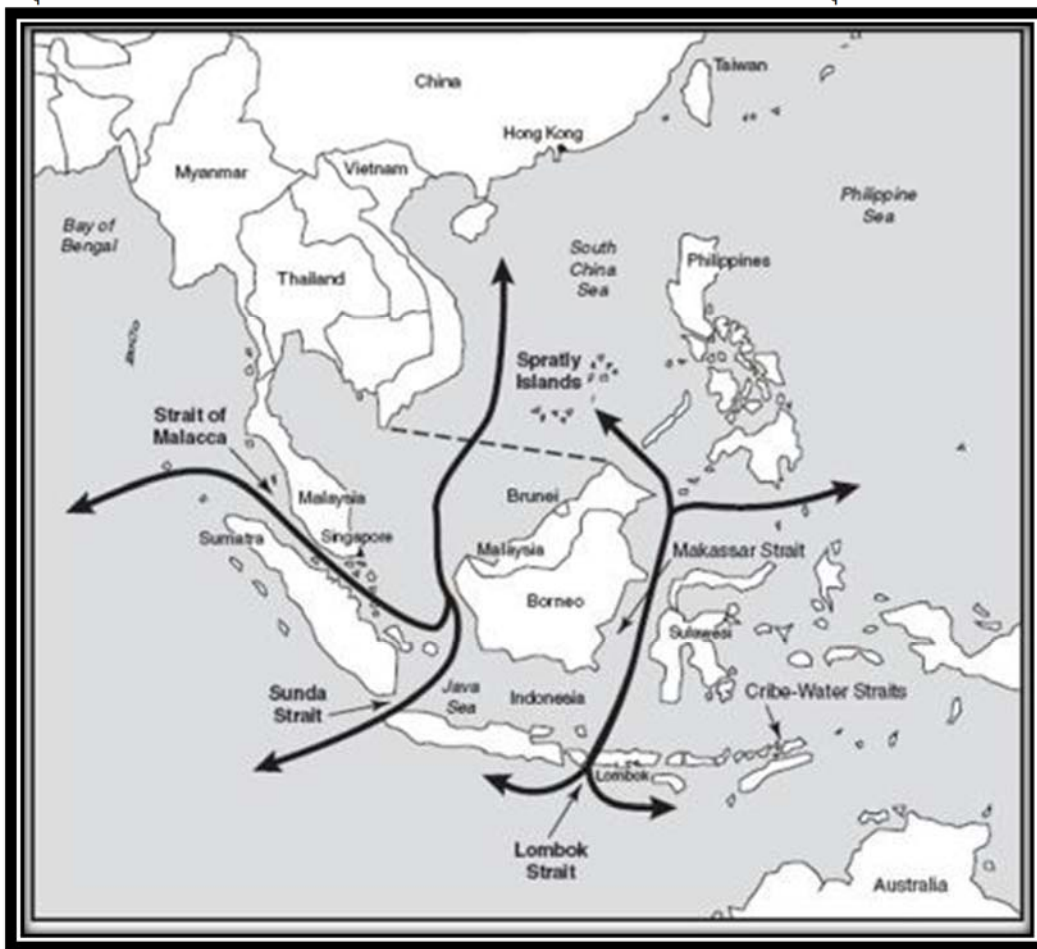 China
Taiwan
Hong Kong
Myanmar
Vietnam
Bay of
Bengal
Philippine
Sea
South
China
Sea
Philippines
Thailand
Spratly
Islands
Strait of
Malacca
Malaysia
Brunei
Sumatra
Singapore
Malaysia
Makassar Strait
Borneo
Sulawesi
Sunda
Strait
Java
Sea
Indonesia
Cribe-Water Straits
Lombok
Lombok
Strait
Australia